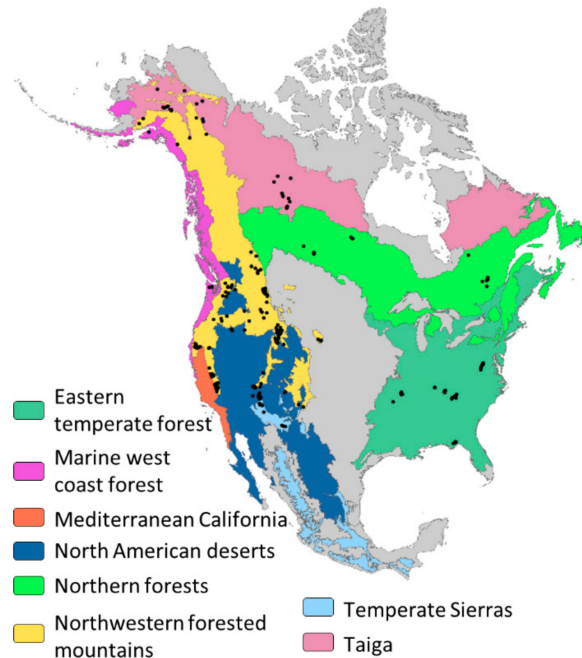 Eastern
temperate forest
Marine west
coast forest
Mediterranean California
North American deserts
Northern forests
Northwestern forested
mountains
Temperate Sierras
Taiga